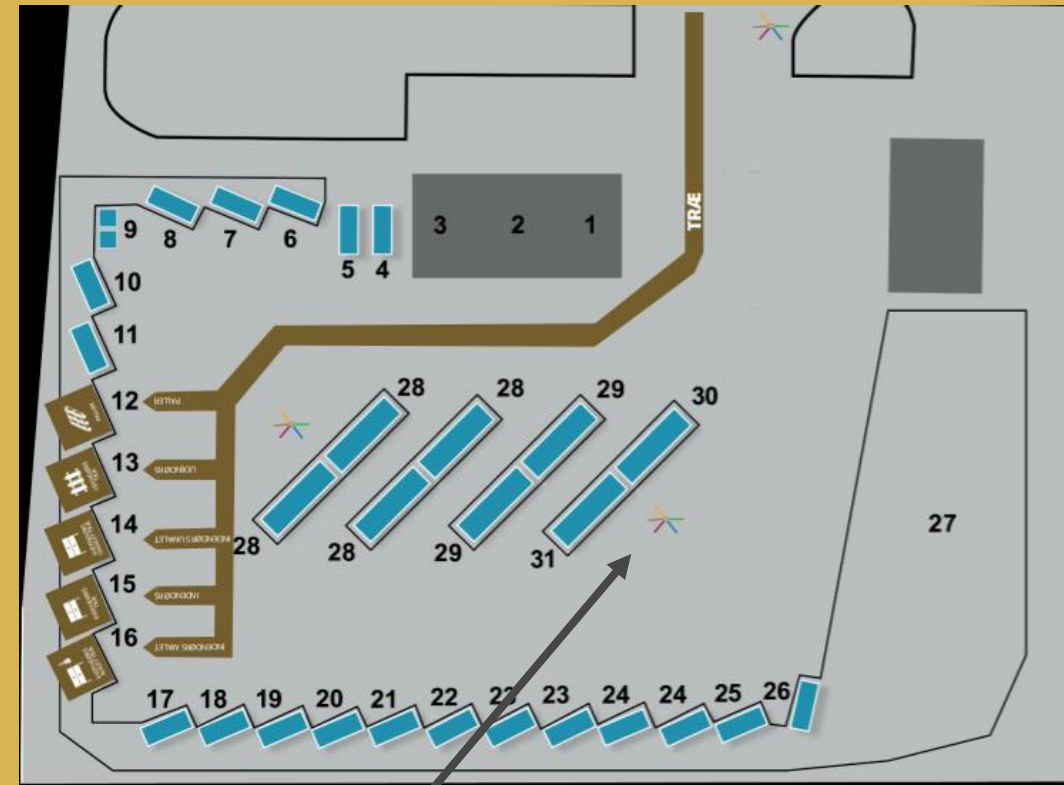 TRÆ
9 8 7 6 5 4 3 2 1
10
11
12 PALLER
13 UDENDØRS
14 INDENDØRS UMALET
15 INDENDØRS
16 INDENDØRS MALET
28 28 29 30
28 28 29 31
27
17 18 19 20 21 22 23 23 24 24 25 26